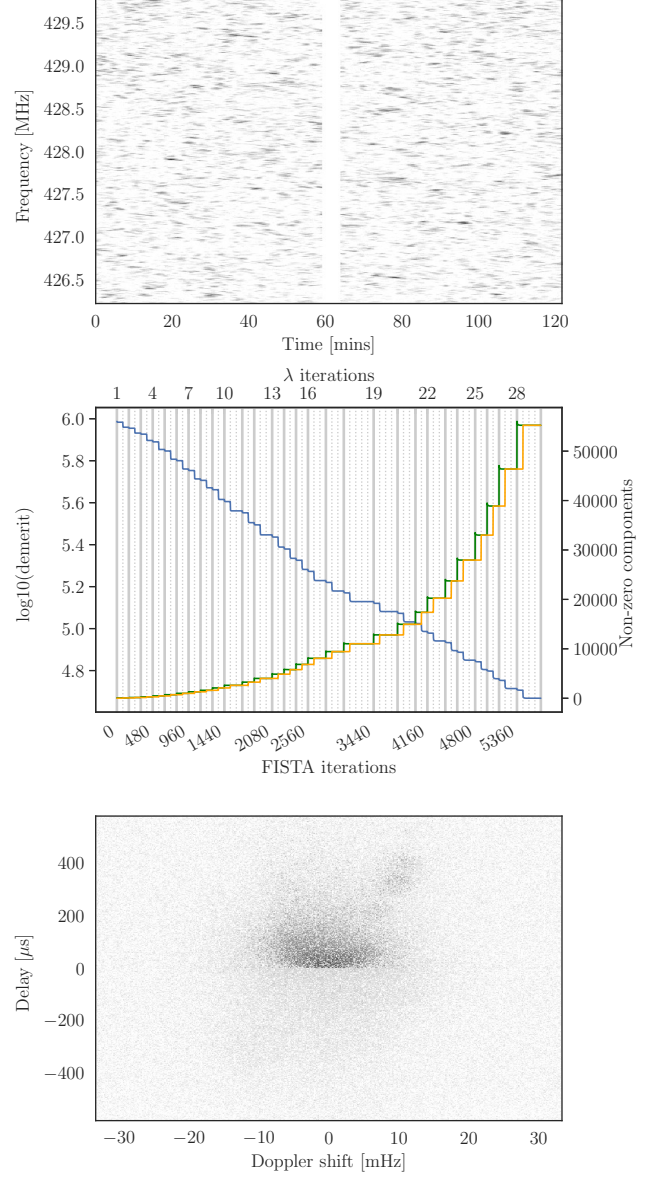 429.5
429.0
428.5
428.0
427.5
427.0
426.5
Frequency [MHz]
0 20 40 60 80 100 120
Time [mins]
λ iterations
1 4 7 10 13 16 19 22 25 28
6.0
5.8
5.6
5.4
5.2
5.0
4.8
log10(demerit)
50000
40000
30000
20000
10000
0
Non-zero components
0 480 960 1440 2080 2560 3440 4160 4800 5360
FISTA iterations
400
200
0
−200
−400
Delay [μs]
−30 −20 −10 0 10 20 30
Doppler shift [mHz]